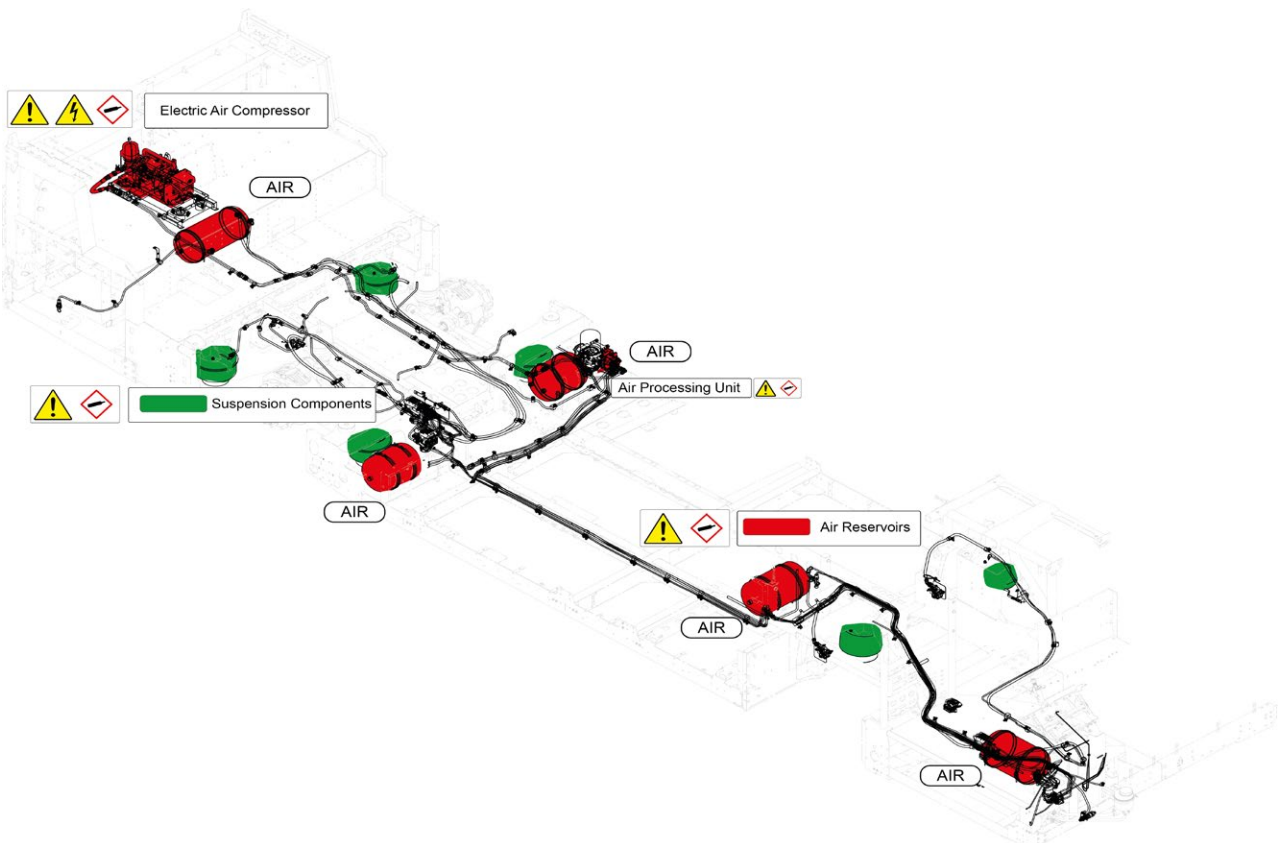 Electric Air Compressor
AIR
AIR
Air Processing Unit
Suspension Components
AIR
Air Reservoirs
AIR
AIR